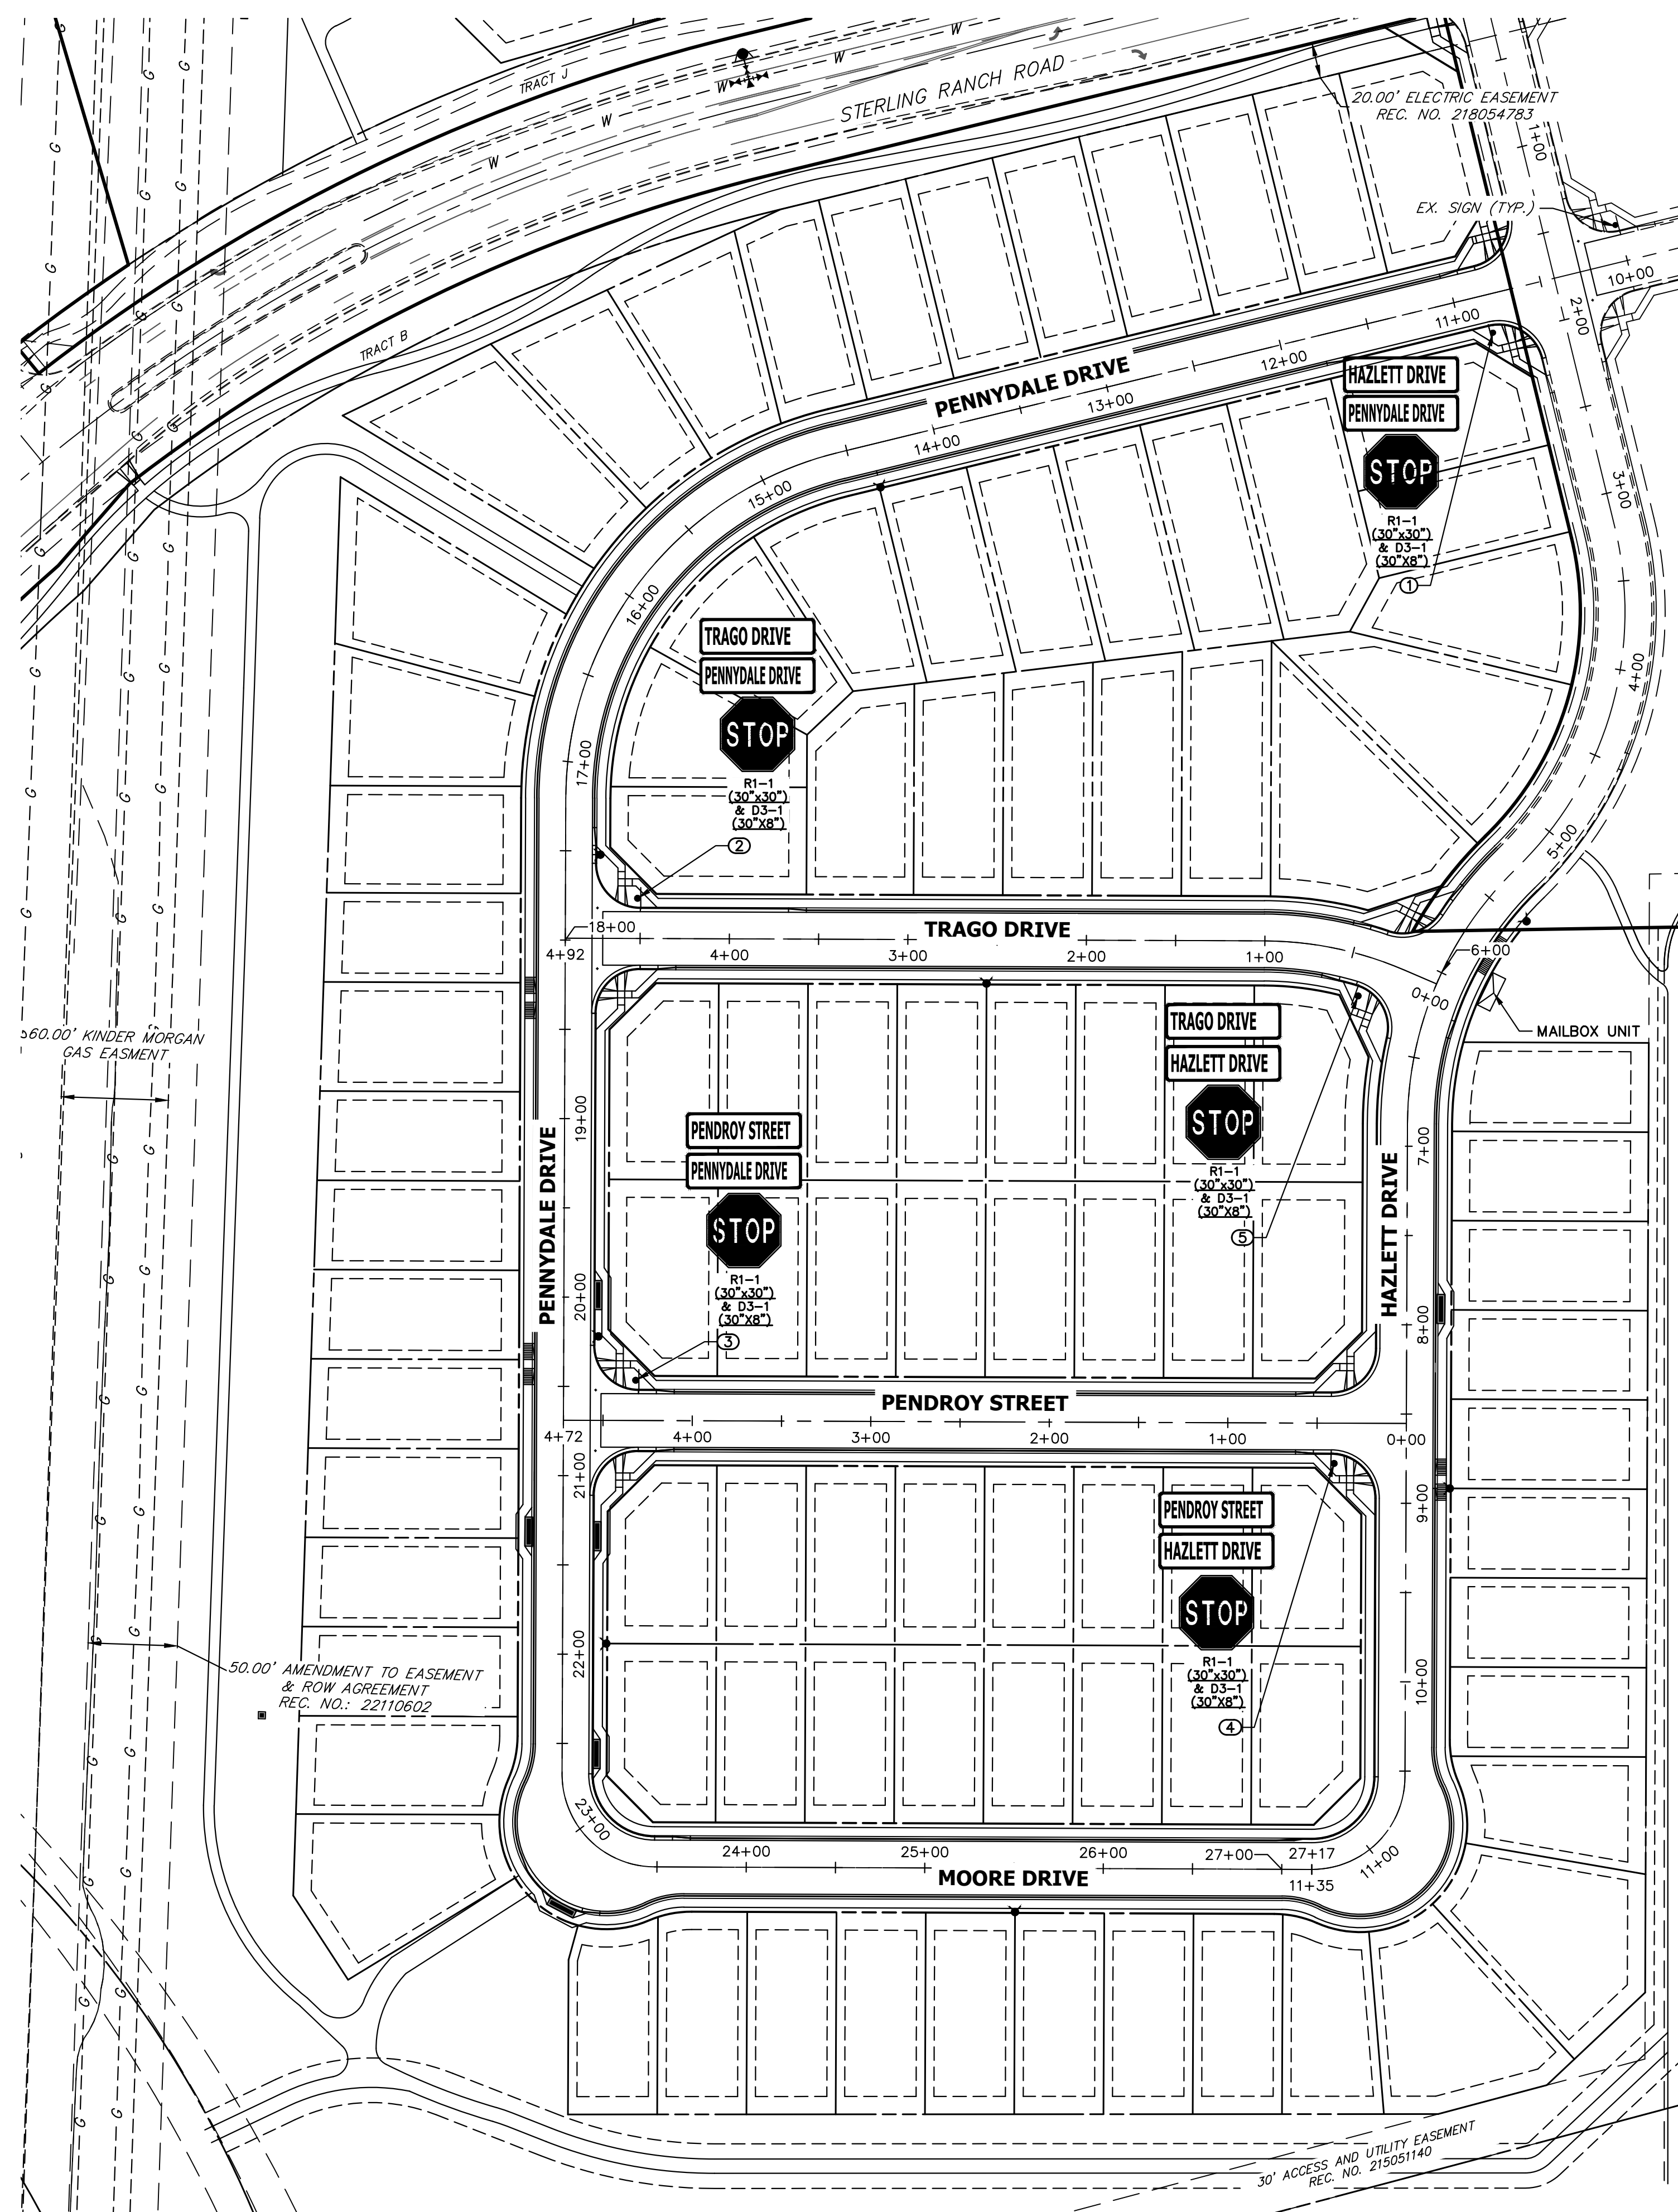 TRACT J
W
W
W
W
W
W
STERLING RANCH ROAD
20.00' ELECTRIC EASEMENT
REC. NO. 218054783
1+00
EX. SIGN (TYP.)
10+00
2+00
TRACT B
11+00
12+00
13+00
14+00
15+00
16+00
17+00
PENNYDALE DRIVE
HAZLETT DRIVE
PENNYDALE DRIVE
STOP
R1-1
(30"x30")
& D3-1
(30"X8")
1
3+00
4+00
5+00
TRAGO DRIVE
PENNYDALE DRIVE
STOP
R1-1
(30"x30")
& D3-1
(30"X8")
2
18+00
TRAGO DRIVE
4+92
4+00
3+00
2+00
1+00
6+00
0+00
MAILBOX UNIT
560.00' KINDER MORGAN
GAS EASMENT
TRAGO DRIVE
HAZLETT DRIVE
STOP
R1-1
(30"x30")
& D3-1
(30"X8")
5
PENDROY STREET
PENNYDALE DRIVE
STOP
R1-1
(30"x30")
& D3-1
(30"X8")
3
PENNYDALE DRIVE
19+00
20+00
HAZLETT DRIVE
7+00
8+00
PENDROY STREET
4+72
4+00
3+00
2+00
1+00
0+00
21+00
9+00
PENDROY STREET
HAZLETT DRIVE
STOP
R1-1
(30"x30")
& D3-1
(30"X8")
4
22+00
10+00
50.00' AMENDMENT TO EASEMENT
& ROW AGREEMENT
REC. NO.: 22110602
23+00
24+00
25+00
26+00
27+00
27+17
11+35
11+00
MOORE DRIVE
30' ACCESS AND UTILITY EASEMENT
REC. NO. 215051140